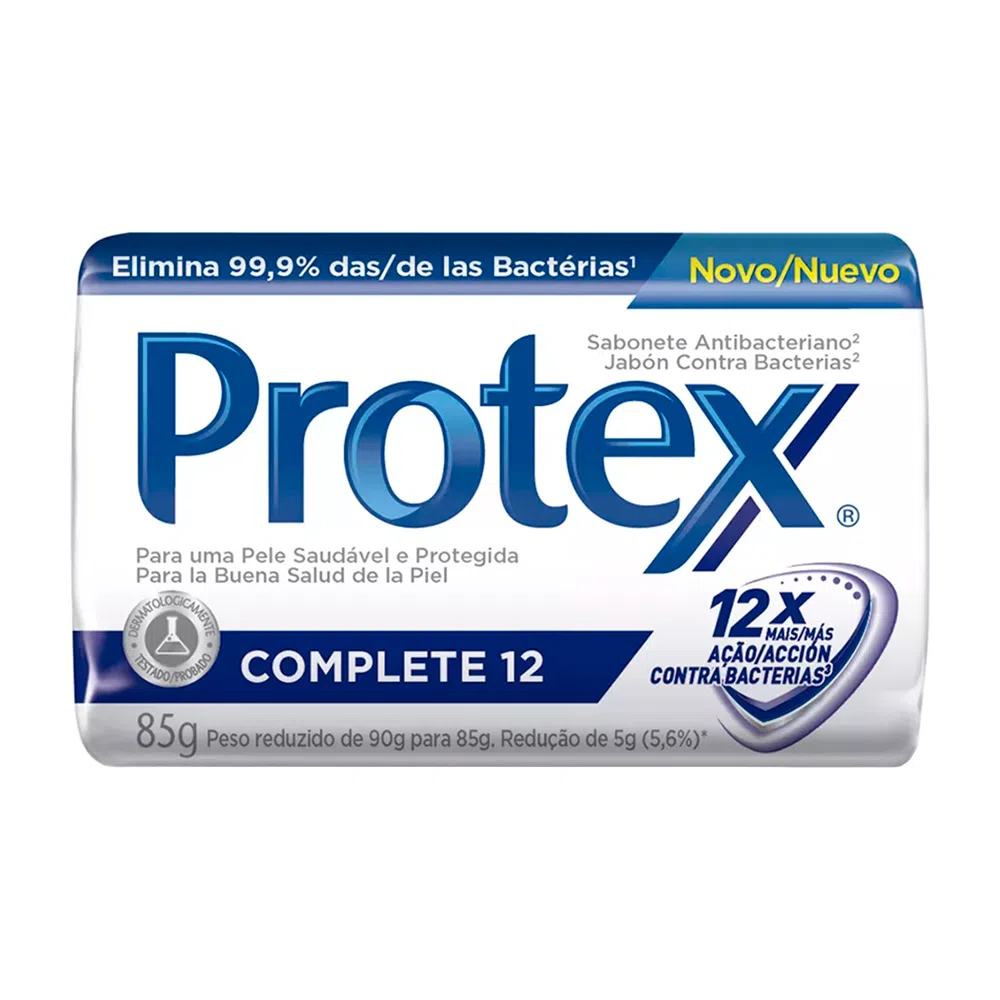 Elimina 99,9% das/de las Bactérias¹
Novo/Nuevo
Sabonete Antibacteriano²
Jabón Contra Bacterias²
Protex®
Para uma Pele Saudável e Protegida
Para la Buena Salud de la Piel
DERMATOLOGICAMENTE
TESTADO/PROBADO
COMPLETE 12
12X
MAIS/MÁS
AÇÃO/ACCIÓN
CONTRA BACTERIAS³
85g Peso reduzido de 90g para 85g. Redução de 5g (5,6%)*